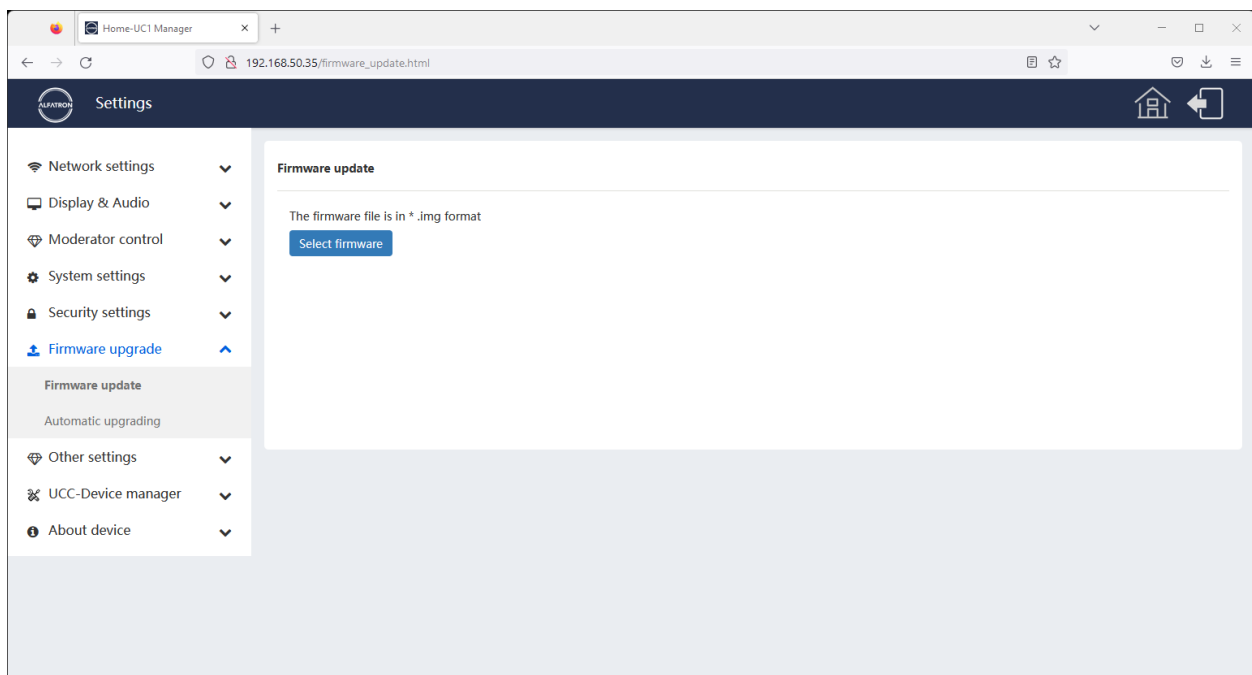 Home-UC1 Manager
192.168.50.35/firmware_update.html
ALFATRON
Settings
Network settings
Display & Audio
Moderator control
System settings
Security settings
Firmware upgrade
Firmware update
Automatic upgrading
Other settings
UCC-Device manager
About device
Firmware update
The firmware file is in * .img format
Select firmware